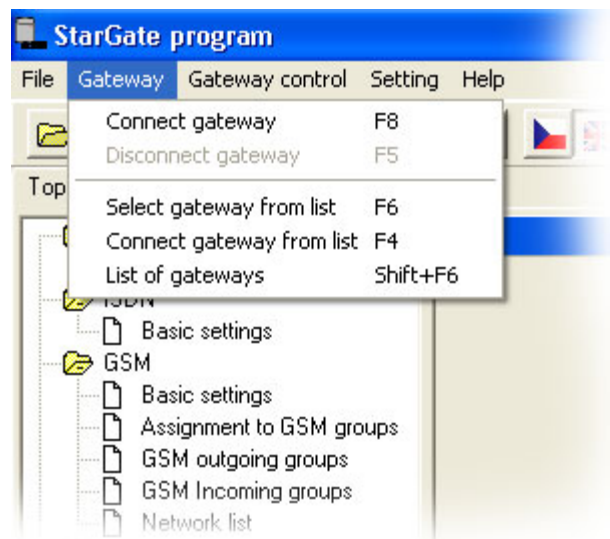 StarGate program
File Gateway Gateway control Setting Help
Connect gateway F8
Disconnect gateway F5
Top
Select gateway from list F6
Connect gateway from list F4
List of gateways Shift+F6
ISDN
Basic settings
GSM
Basic settings
Assignment to GSM groups
GSM outgoing groups
GSM Incoming groups
Network list